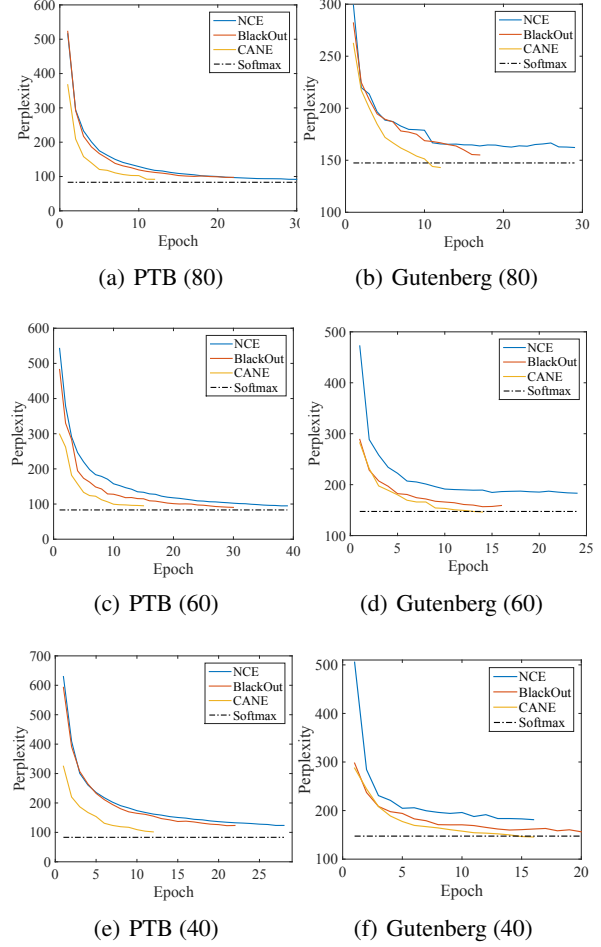 600
500
400
300
200
100
0
Perplexity
0 10 20 30
Epoch
NCE
BlackOut
CANE
Softmax
(a) PTB (80)
300
250
200
150
100
Perplexity
0 10 20 30
Epoch
NCE
BlackOut
CANE
Softmax
(b) Gutenberg (80)
600
500
400
300
200
100
0
Perplexity
0 10 20 30 40
Epoch
NCE
BlackOut
CANE
Softmax
(c) PTB (60)
500
400
300
200
100
Perplexity
0 5 10 15 20 25
Epoch
NCE
BlackOut
CANE
Softmax
(d) Gutenberg (60)
700
600
500
400
300
200
100
0
Perplexity
0 5 10 15 20 25
Epoch
NCE
BlackOut
CANE
Softmax
(e) PTB (40)
500
400
300
200
100
Perplexity
0 5 10 15 20
Epoch
NCE
BlackOut
CANE
Softmax
(f) Gutenberg (40)